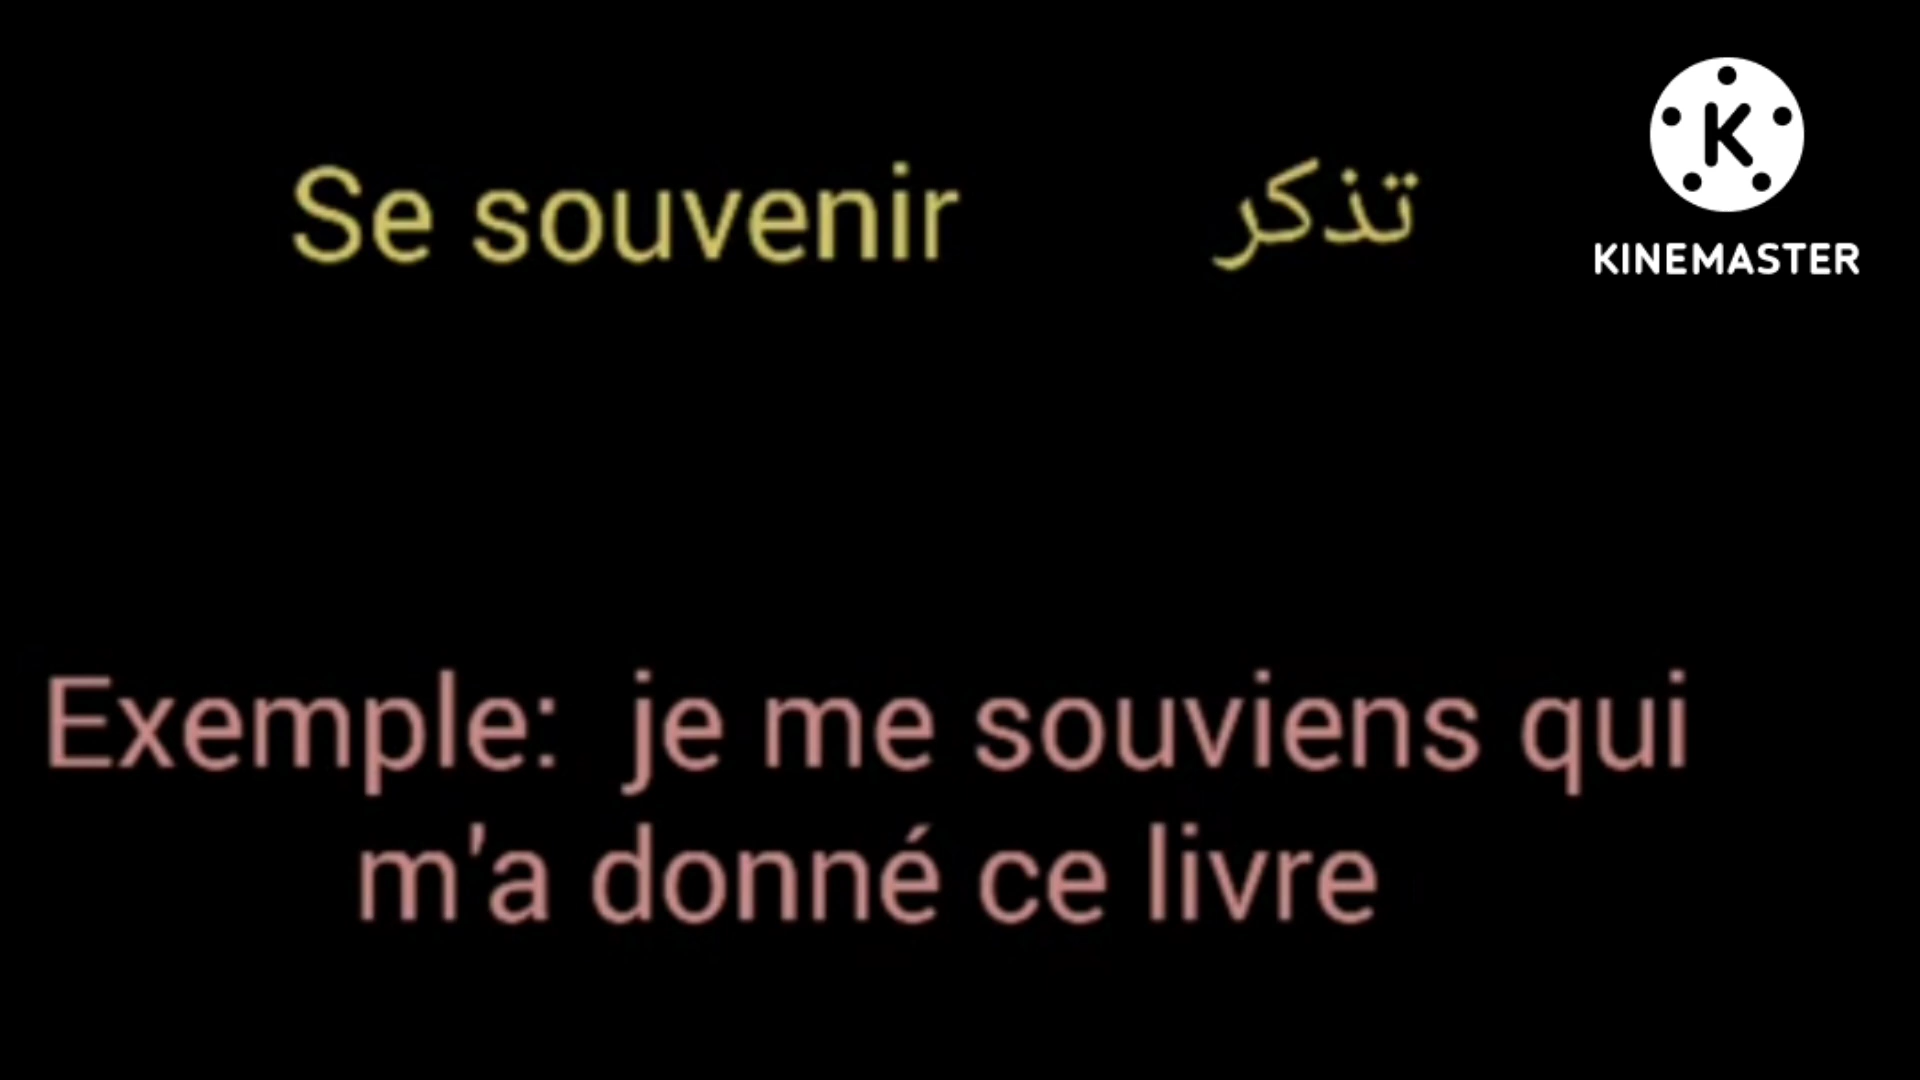 Se souvenir تذكر
K
KINEMASTER
Exemple: je me souviens qui
m'a donné ce livre